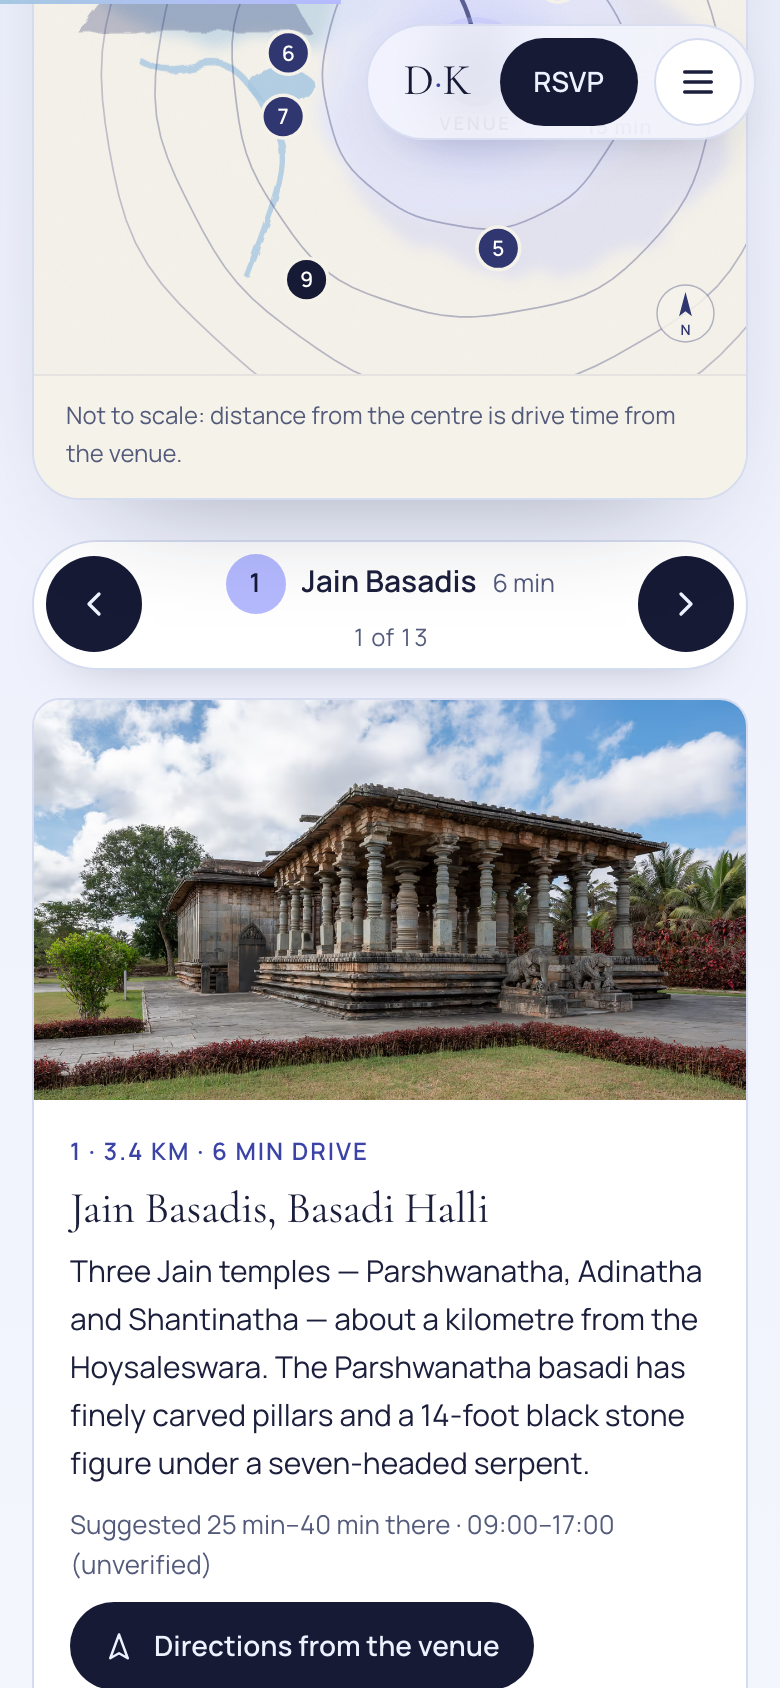 D·K
RSVP
6
7
VENUE
15 min
5
9
N
Not to scale: distance from the centre is drive time from
the venue.
1 Jain Basadis 6 min
1 of 13
1 · 3.4 KM · 6 MIN DRIVE
Jain Basadis, Basadi Halli
Three Jain temples — Parshwanatha, Adinatha
and Shantinatha — about a kilometre from the
Hoysaleswara. The Parshwanatha basadi has
finely carved pillars and a 14-foot black stone
figure under a seven-headed serpent.
Suggested 25 min–40 min there · 09:00–17:00
(unverified)
Directions from the venue